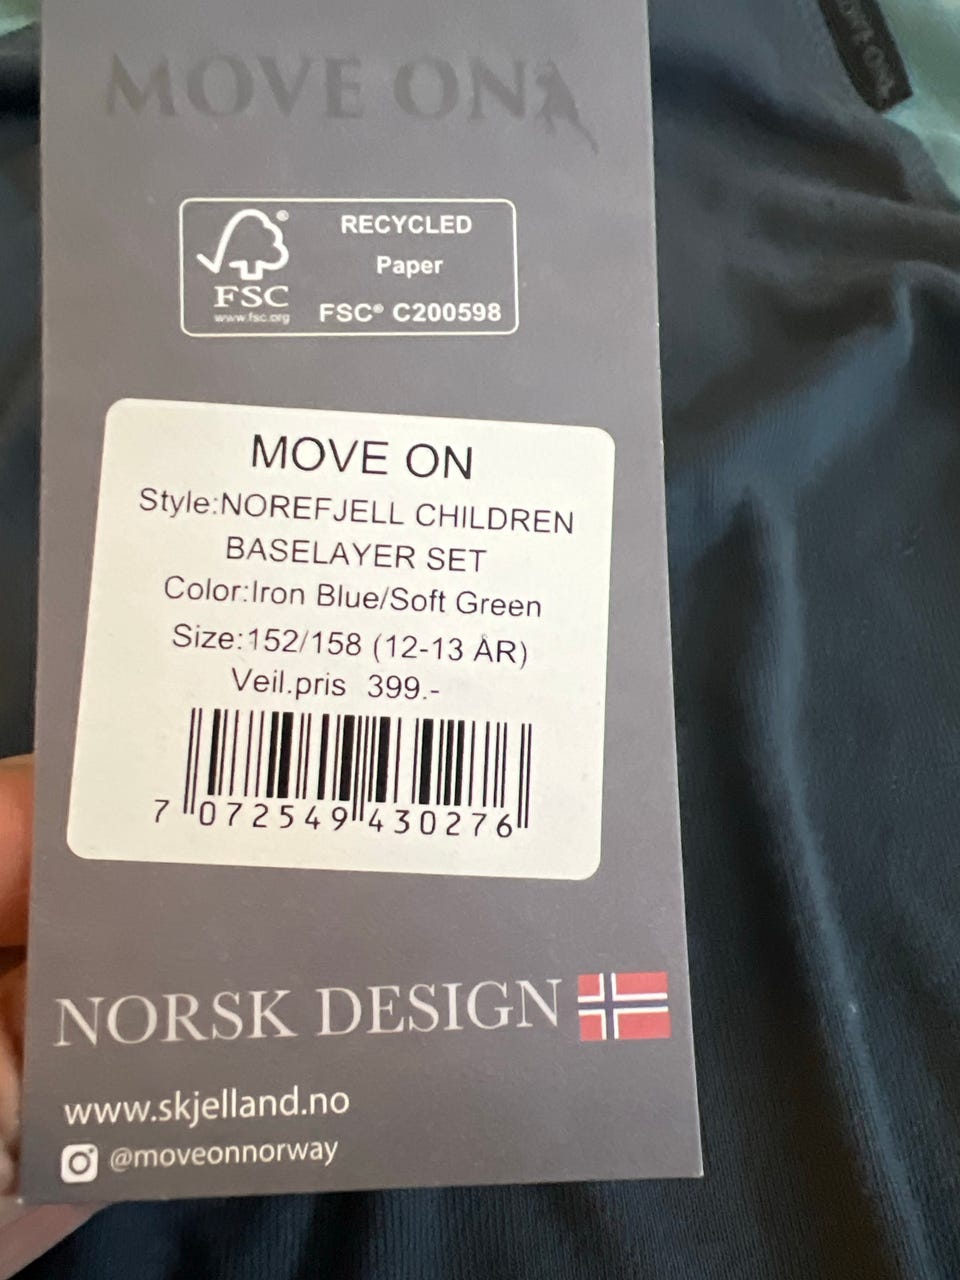 MOVE ON
RECYCLED
Paper
FSC® C200598
FSC
www.fsc.org
MOVE ON
Style:NOREFJELL CHILDREN
BASELAYER SET
Color:Iron Blue/Soft Green
Size:152/158 (12-13 ÅR)
Veil.pris 399.-
7 072549 430276
NORSK DESIGN
www.skjelland.no
@moveonnorway